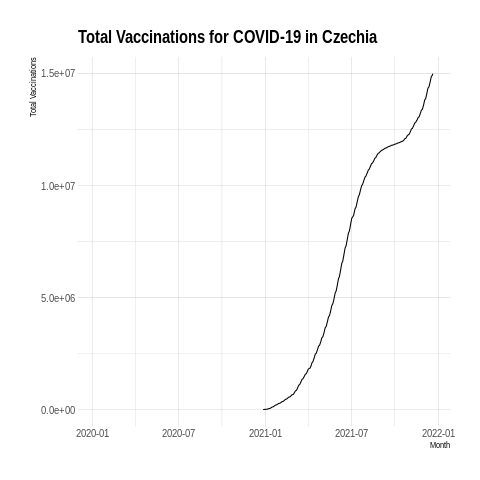 Total Vaccinations for COVID-19 in Czechia
Total Vaccinations
1.5e+07
1.0e+07
5.0e+06
0.0e+00
2020-01 2020-07 2021-01 2021-07 2022-01
Month